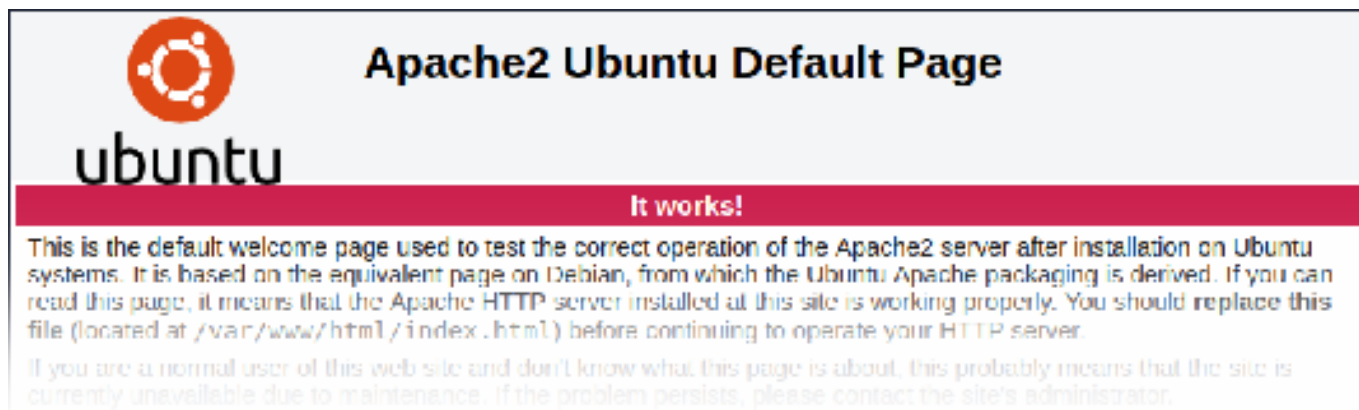 Apache2 Ubuntu Default Page
ubuntu
It works!
This is the default welcome page used to test the correct operation of the Apache2 server after installation on Ubuntu
systems. It is based on the equivalent page on Debian, from which the Ubuntu Apache packaging is derived. If you can
read this page, it means that the Apache HTTP server installed at this site is working properly. You should replace this
file (located at /var/www/html/index.html) before continuing to operate your HTTP server.
If you are a normal user of this web site and don't know what this page is about, this probably means that the site is
currently unavailable due to maintenance. If the problem persists, please contact the site's administrator.